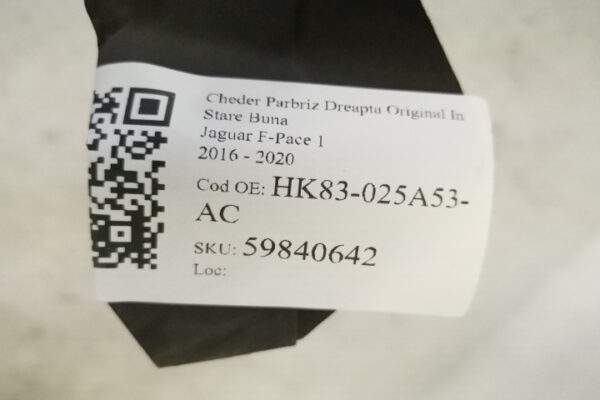 Cheder Parbriz Dreapta Original In
Stare Buna
Jaguar F-Pace 1
2016 - 2020
Cod OE: HK83-025A53-
AC
SKU: 59840642
Loc: